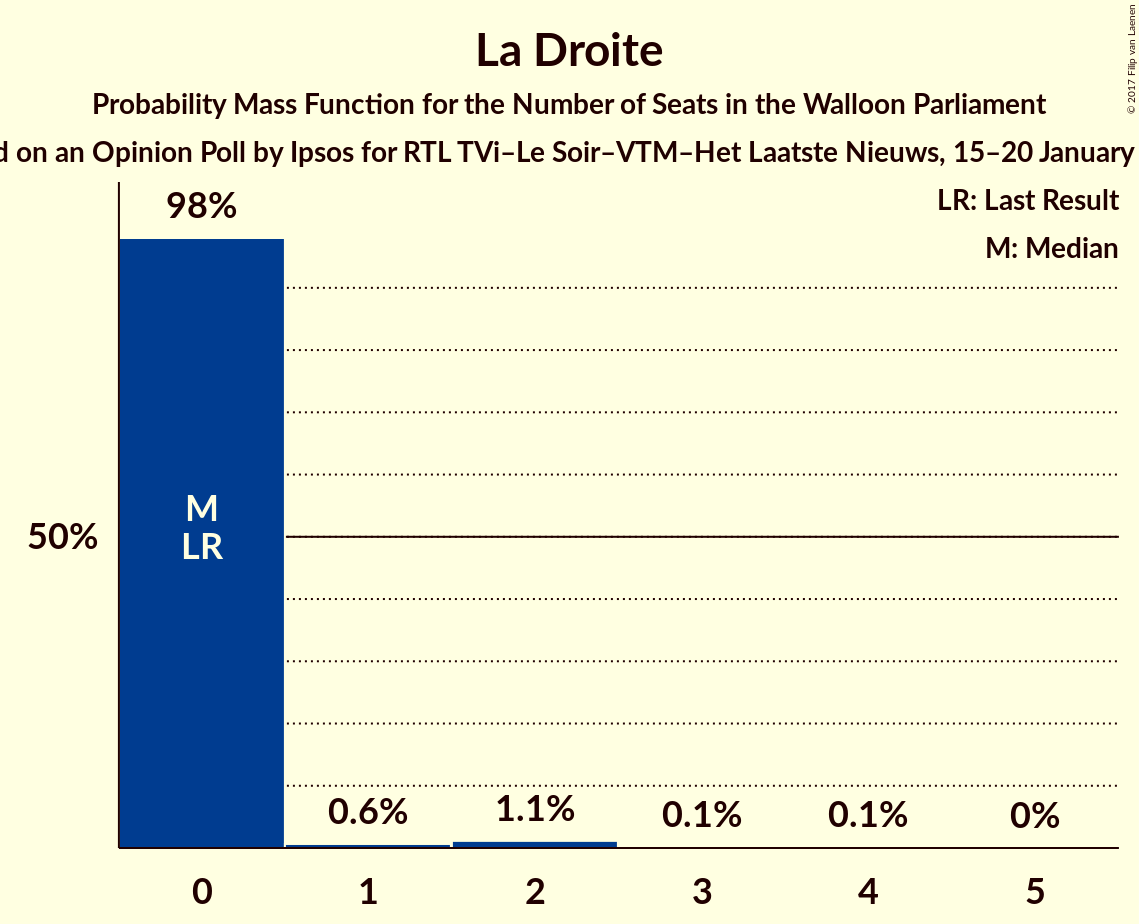 La Droite
Probability Mass Function for the Number of Seats in the Walloon Parliament
on an Opinion Poll by Ipsos for RTL TVi–Le Soir–VTM–Het Laatste Nieuws, 15–20 January
© 2017 Filip van Laenen
LR: Last Result
M: Median
98%
M
LR
50%
0.6%
1.1%
0.1%
0.1%
0%
0 1 2 3 4 5